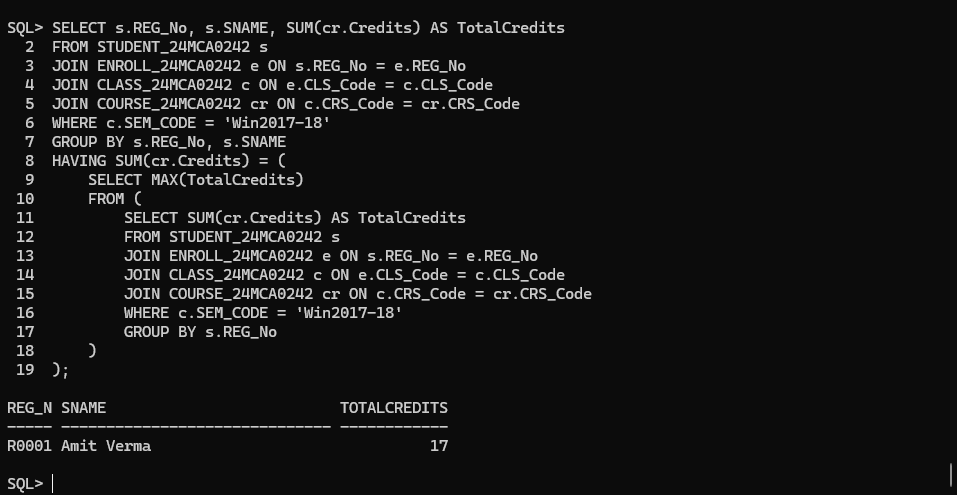 SQL> SELECT s.REG_No, s.SNAME, SUM(cr.Credits) AS TotalCredits
  2  FROM STUDENT_24MCA0242 s
  3  JOIN ENROLL_24MCA0242 e ON s.REG_No = e.REG_No
  4  JOIN CLASS_24MCA0242 c ON e.CLS_Code = c.CLS_Code
  5  JOIN COURSE_24MCA0242 cr ON c.CRS_Code = cr.CRS_Code
  6  WHERE c.SEM_CODE = 'Win2017-18'
  7  GROUP BY s.REG_No, s.SNAME
  8  HAVING SUM(cr.Credits) = (
  9      SELECT MAX(TotalCredits)
 10      FROM (
 11          SELECT SUM(cr.Credits) AS TotalCredits
 12          FROM STUDENT_24MCA0242 s
 13          JOIN ENROLL_24MCA0242 e ON s.REG_No = e.REG_No
 14          JOIN CLASS_24MCA0242 c ON e.CLS_Code = c.CLS_Code
 15          JOIN COURSE_24MCA0242 cr ON c.CRS_Code = cr.CRS_Code
 16          WHERE c.SEM_CODE = 'Win2017-18'
 17          GROUP BY s.REG_No
 18      )
 19  );
REG_N SNAME                          TOTALCREDITS
----- ------------------------------ ------------
R0001 Amit Verma                               17
SQL>